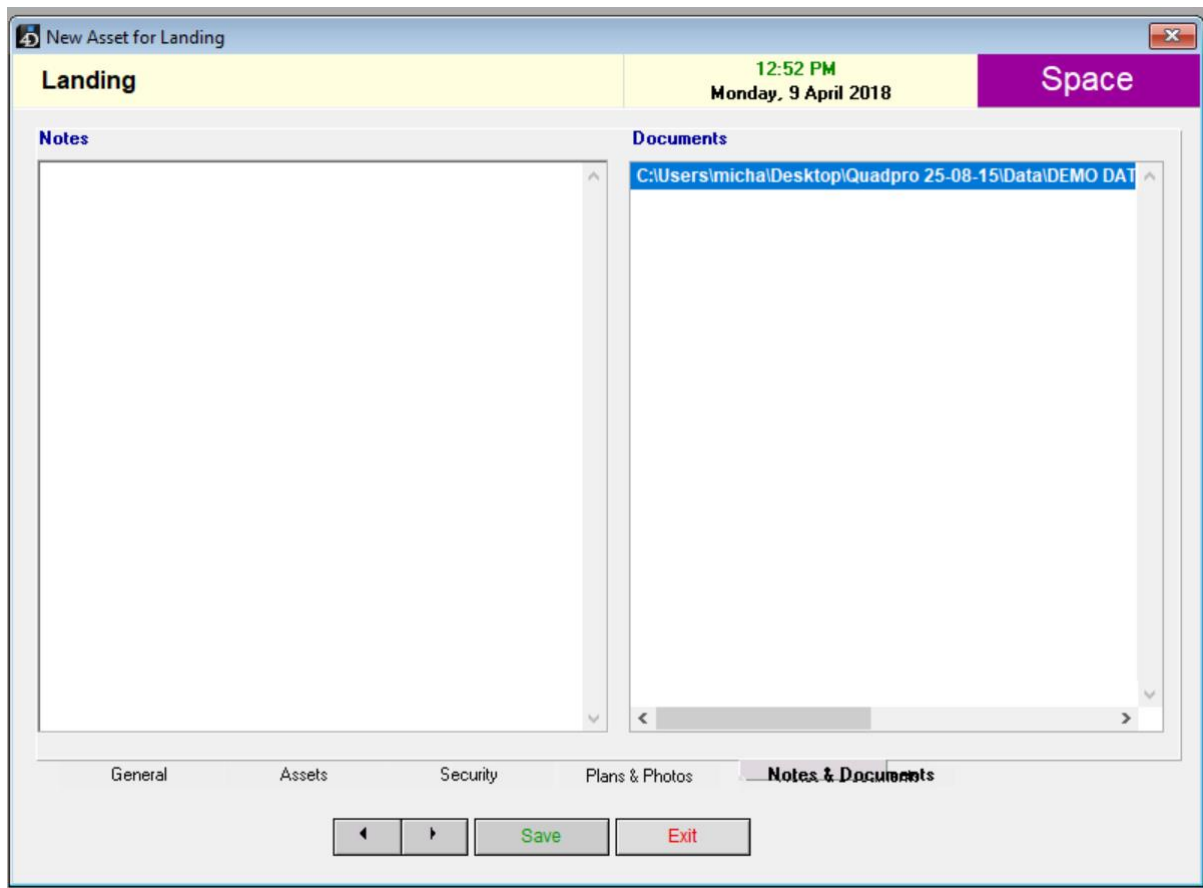 New Asset for Landing
Landing
12:52 PM
Monday, 9 April 2018
Space
Notes
Documents
C:\Users\micha\Desktop\Quadpro 25-08-15\Data\DEMO DAT
General Assets Security Plans & Photos Notes & Documents
Save Exit